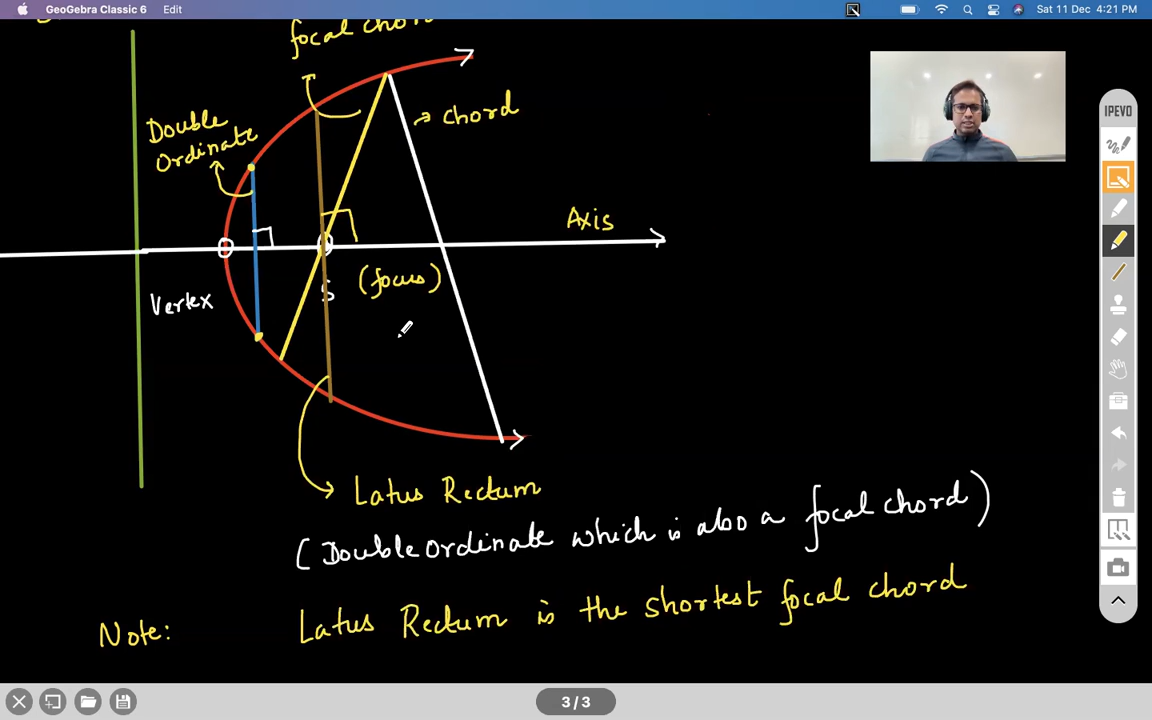 GeoGebra Classic 6 Edit Sat 11 Dec 4:21 PM
focal
chord
Double
Ordinate
IPEVO
Axis
(focus)
S
Vertex
Latus Rectum
(Double ordinate which is also a focal chord)
Note: Latus Rectum is the shortest focal chord
3 / 3